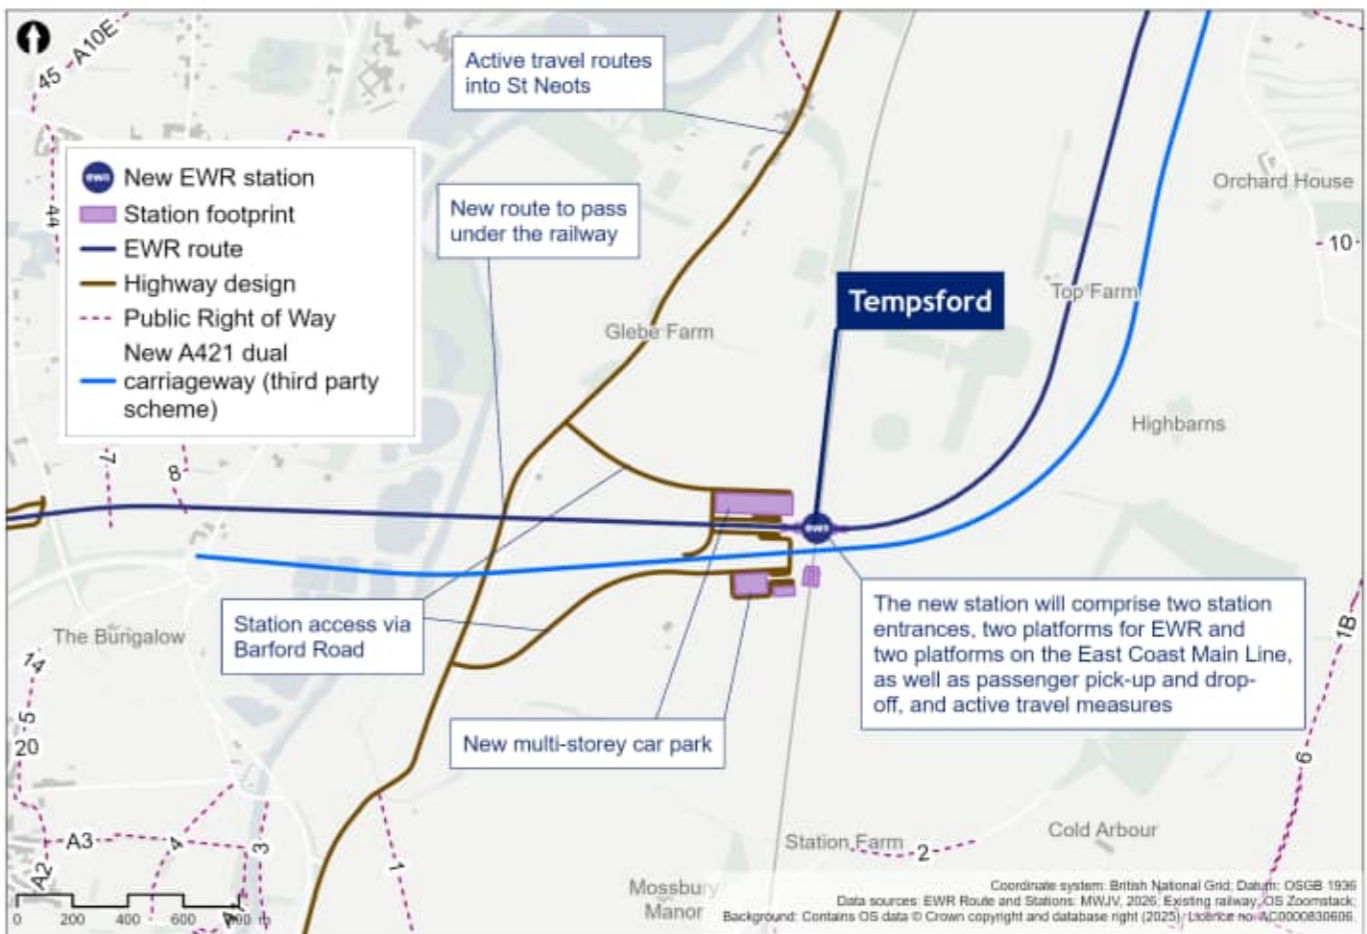 45
A10E
44
Active travel routes
into St Neots
ewr
New EWR station
Station footprint
EWR route
Highway design
Public Right of Way
New A421 dual
carriageway (third party
scheme)
New route to pass
under the railway
Orchard House
10
Tempsford
Top Farm
Glebe Farm
Highbarns
7
8
ewr
Station access via
Barford Road
The Bungalow
The new station will comprise two station
entrances, two platforms for EWR and
two platforms on the East Coast Main Line,
as well as passenger pick-up and drop-
off, and active travel measures
1B
14
5
20
New multi-storey car park
6
A3
4
3
A2
1
Station Farm
2
Cold Arbour
Mossbury
Manor
0 200 400 600
Coordinate system: British National Grid; Datum: OSGB 1936
Data sources: EWR Route and Stations: MWJV, 2026; Existing railway, OS Zoomstack;
Background: Contains OS data © Crown copyright and database right (2025). Licence no. AC0000830606.